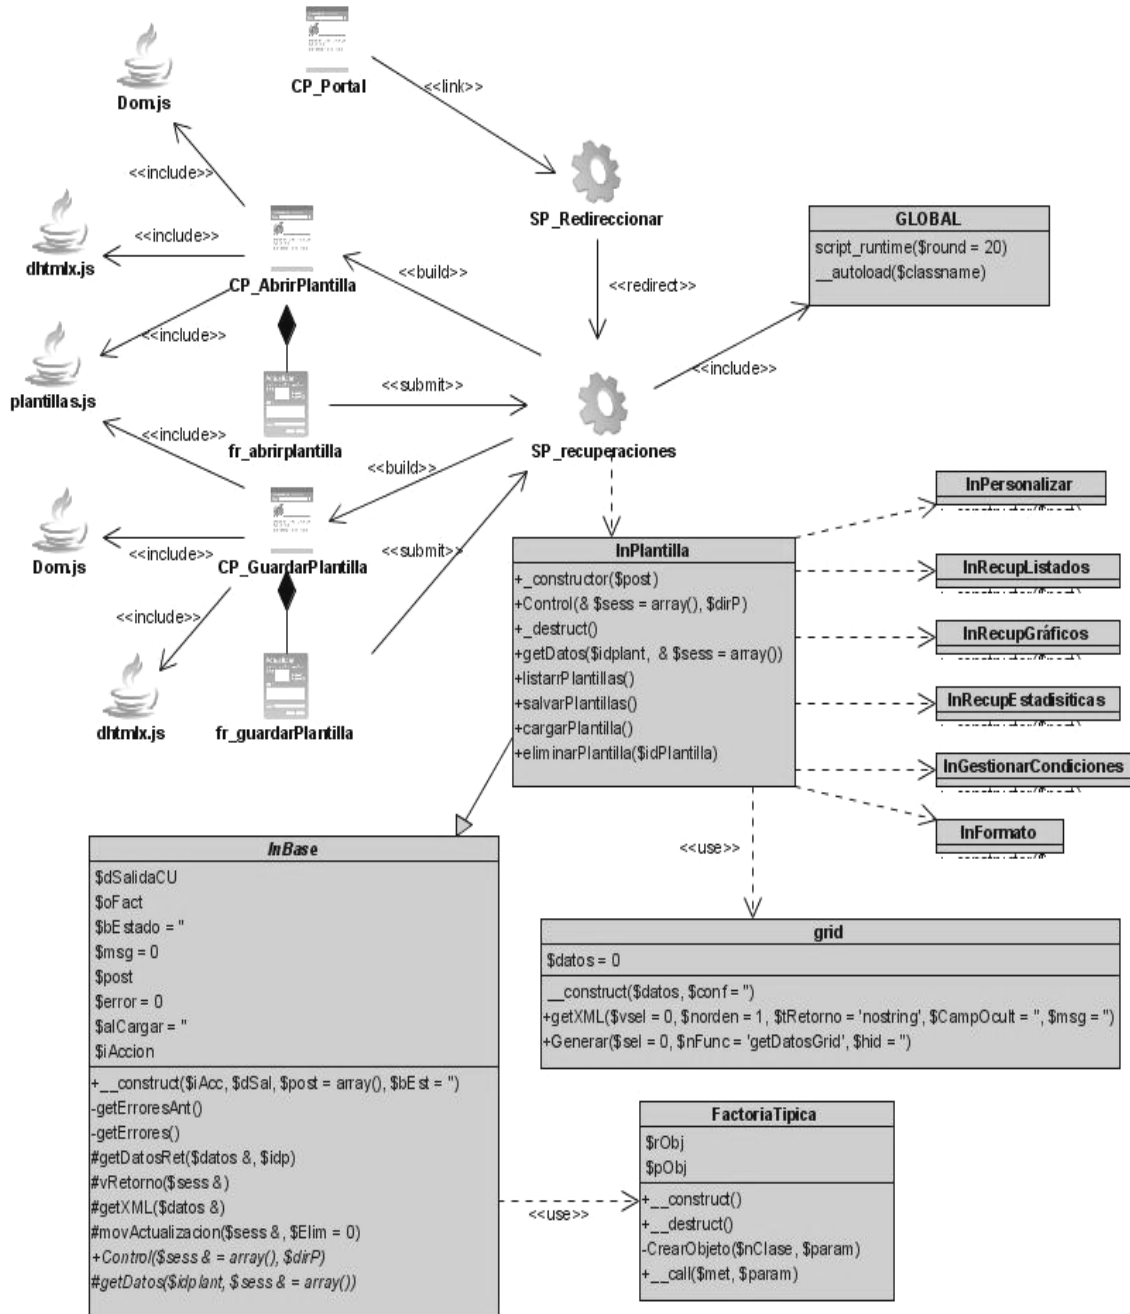 CP_Portal
Dom.js
<<link>>
<<include>>
SP_Redireccionar
dhtmlx.js
<<include>>
CP_AbrirPlantilla
<<build>>
<<redirect>>
GLOBAL
script_runtime($round = 20)
__autoload($classname)
<<include>>
<<include>>
plantillas.js
<<submit>>
fr_abrirplantilla
SP_recuperaciones
<<include>>
<<build>>
Dom.js
<<include>>
CP_GuardarPlantilla
<<submit>>
<<include>>
dhtmlx.js
fr_guardarPlantilla
InPlantilla
+_constructor($post)
+Control(& $sess = array(), $dirP)
+_destruct()
+getDatos($idplant, & $sess = array())
+listarrPlantillas()
+salvarPlantillas()
+cargarPlantilla()
+eliminarPlantilla($idPlantilla)
InPersonalizar
InRecupListados
InRecupGráficos
InRecupEstadisiticas
InGestionarCondiciones
InFormato
<<use>>
InBase
$dSalidaCU
$oFact
$bEstado = ''
$msg = 0
$post
$error = 0
$alCargar = ''
$iAccion
+__construct($iAcc, $dSal, $post = array(), $bEst = '')
-getErroresAnt()
-getErrores()
#getDatosRet($datos &, $idp)
#vRetorno($sess &)
#getXML($datos &)
#movActualizacion($sess &, $Elim = 0)
+Control($sess & = array(), $dirP)
#getDatos($idplant, $sess & = array())
grid
$datos = 0
__construct($datos, $conf = '')
+getXML($vsel = 0, $norden = 1, $tRetorno = 'nostring', $CampOcult = '', $msg = '')
+Generar($sel = 0, $nFunc = 'getDatosGrid', $hid = '')
<<use>>
FactoriaTipica
$rObj
$pObj
+__construct()
+__destruct()
-CrearObjeto($nClase, $param)
+__call($met, $param)